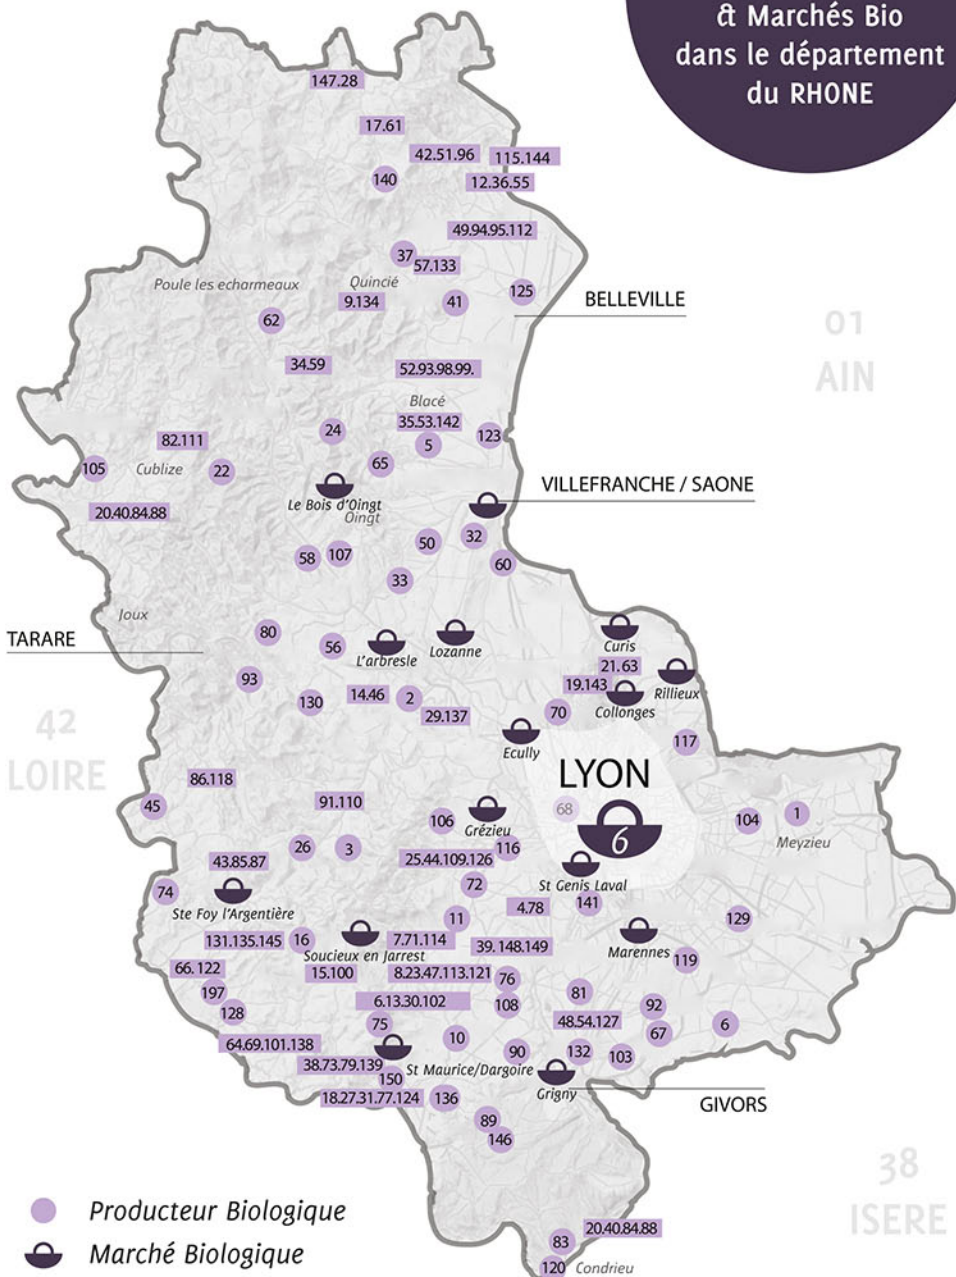 & Marchés Bio
dans le département
du RHONE
147.28
17.61
42.51.96
115.144
140
12.36.55
49.94.95.112
37
57.133
Poule les echarmeaux
Quincié
9.134
41
125
BELLEVILLE
62
01
AIN
34.59
52.93.98.99.
Blacé
35.53.142
24
5
123
82.111
105
Cublize
22
65
VILLEFRANCHE / SAONE
Le Bois d'Oingt
Oingt
20.40.84.88
32
50
58
107
60
33
Joux
TARARE
80
56
L'arbresle
Lozanne
Curis
21.63
Rillieux
93
19.143
130
14.46
2
Collonges
29.137
70
42
LOIRE
Ecully
117
LYON
86.118
45
91.110
106
Grézieu
68
6
104
1
Meyzieu
26
3
116
43.85.87
25.44.109.126
St Genis Laval
74
72
Ste Foy l'Argentière
4.78
141
11
129
131.135.145
16
Soucieux en Jarrest
7.71.114
39.148.149
Marennes
119
66.122
15.100
8.23.47.113.121
76
197
6.13.30.102
108
81
92
128
75
48.54.127
67
6
64.69.101.138
10
90
132
103
38.73.79.139
St Maurice/Dargoire
150
Grigny
18.27.31.77.124
136
GIVORS
89
146
38
ISERE
Producteur Biologique
20.40.84.88
83
Marché Biologique
120
Condrieu